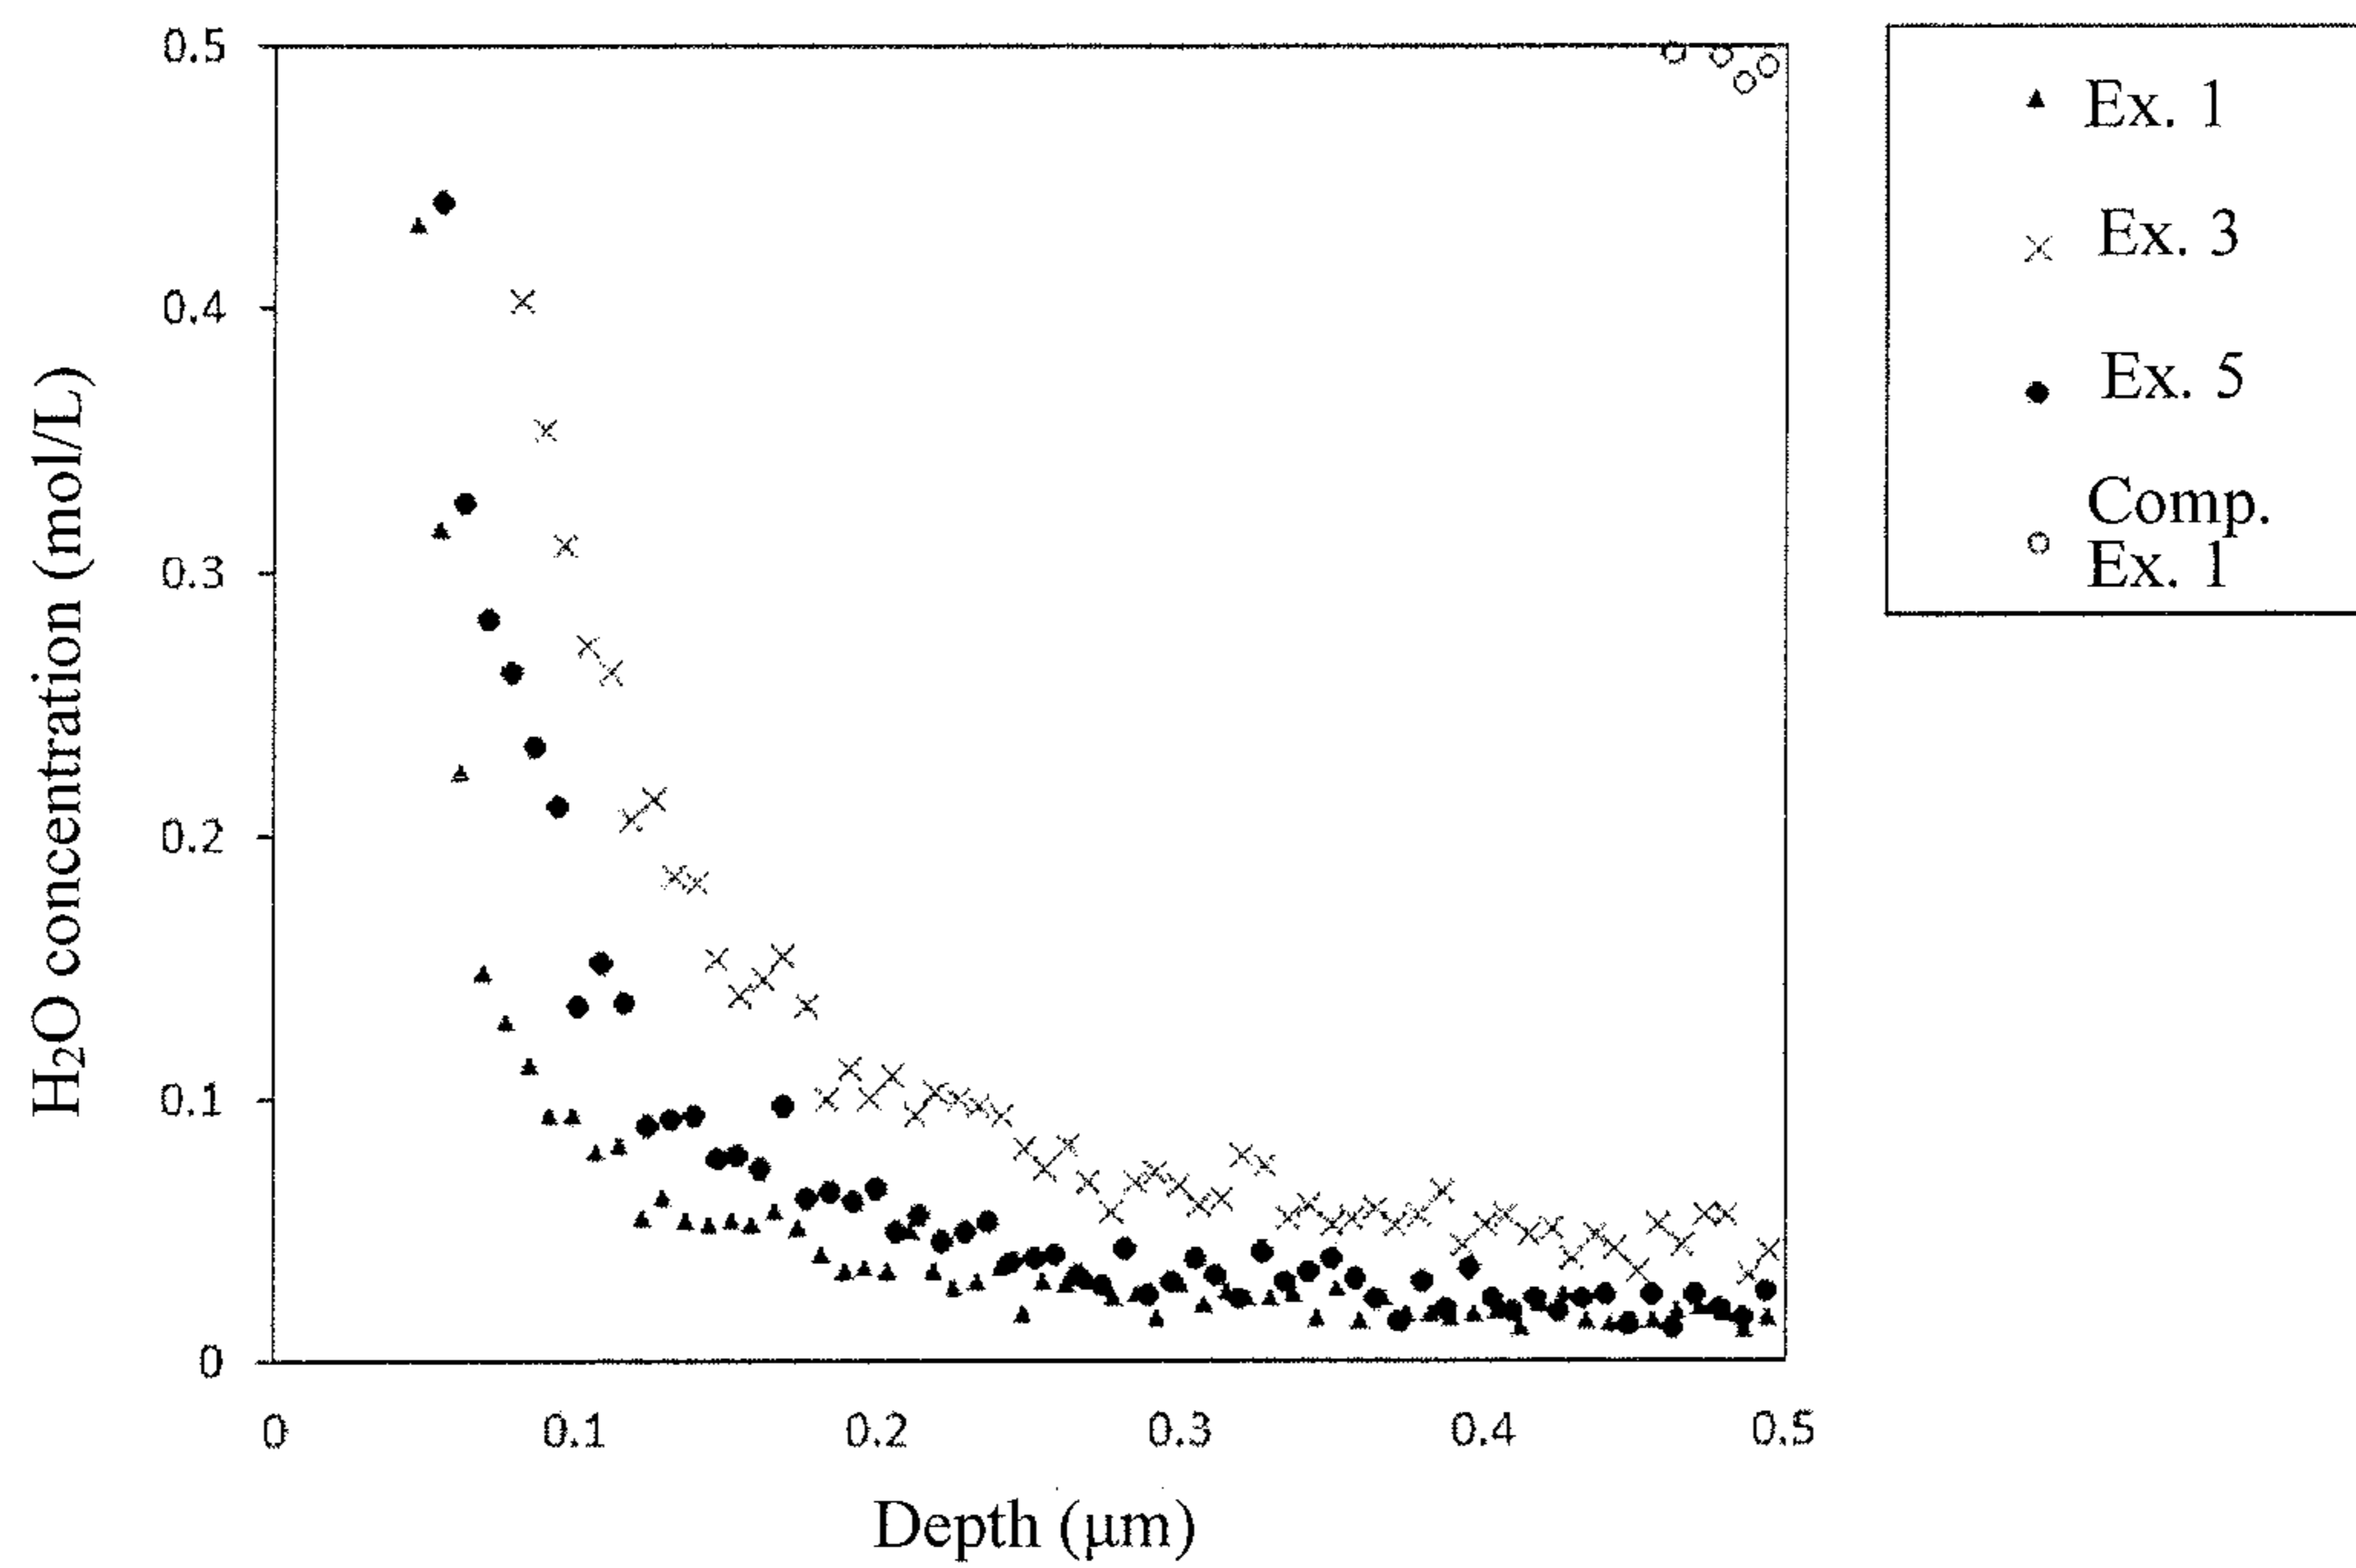 H₂O concentration (mol/L)
0.5
0.4
0.3
0.2
0.1
0
0 0.1 0.2 0.3 0.4 0.5
Depth (μm)
Ex. 1
Ex. 3
Ex. 5
Comp.
Ex. 1